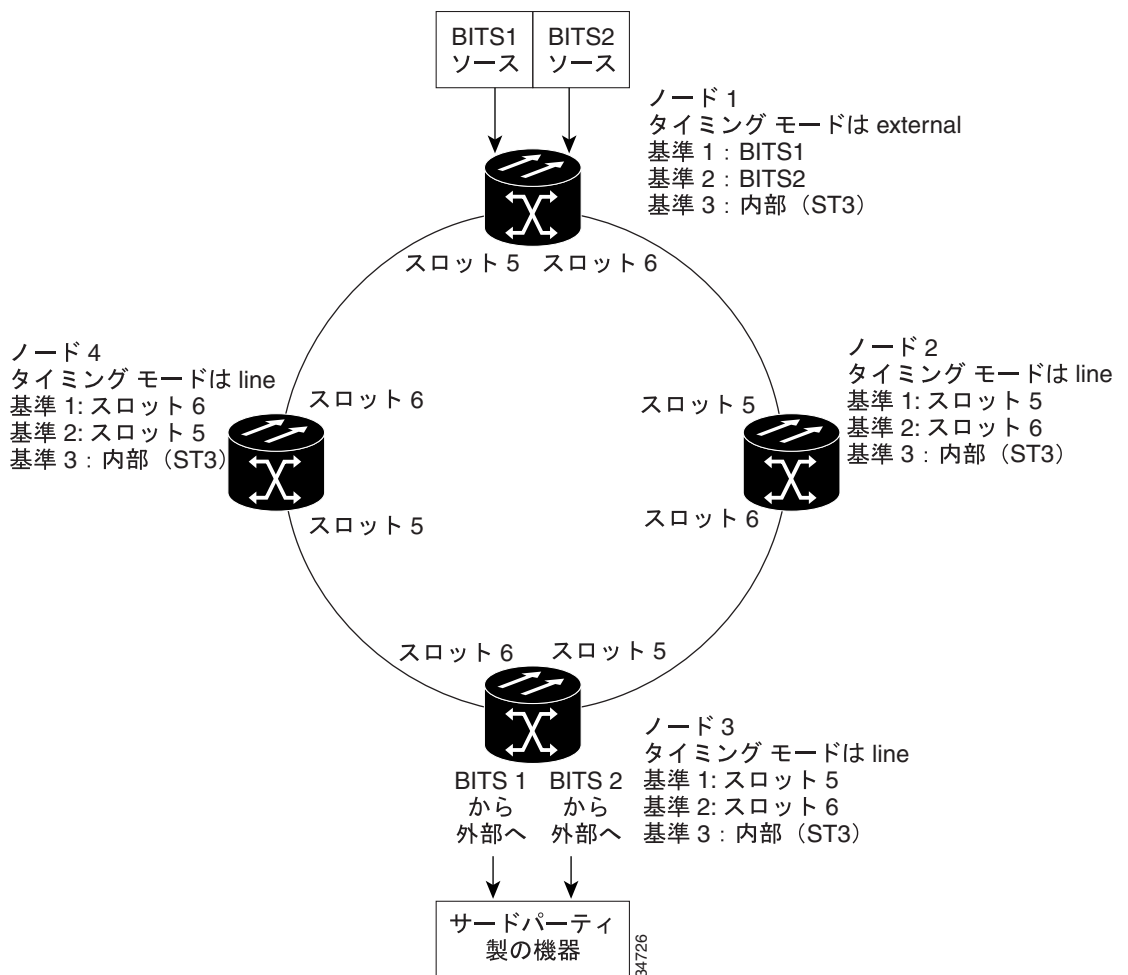 BITS1
ソース
BITS2
ソース
ノード 1
タイミング モードは external
基準 1 : BITS1
基準 2 : BITS2
基準 3 : 内部（ST3）
スロット 5
スロット 6
ノード 4
タイミング モードは line
基準 1: スロット 6
基準 2: スロット 5
基準 3 : 内部（ST3）
スロット 6
スロット 5
ノード 2
タイミング モードは line
基準 1: スロット 5
基準 2: スロット 6
基準 3 : 内部（ST3）
スロット 5
スロット 6
スロット 6
スロット 5
ノード 3
タイミング モードは line
基準 1: スロット 5
基準 2: スロット 6
基準 3 : 内部（ST3）
BITS 1
から
外部へ
BITS 2
から
外部へ
サードパーティ
製の機器
34726